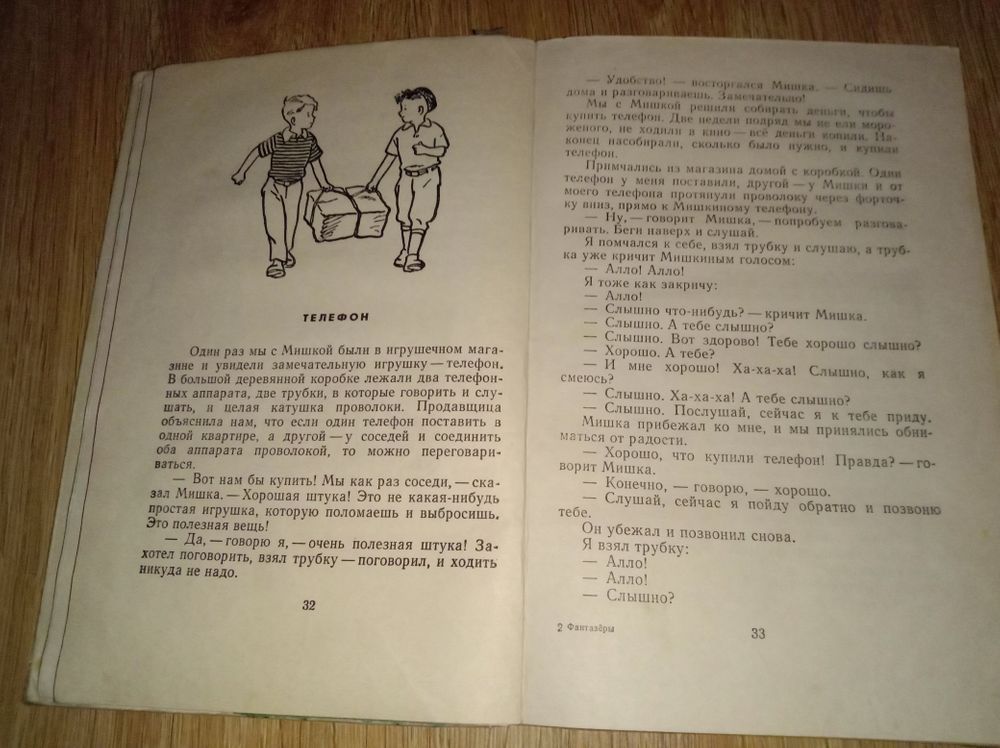 ТЕЛЕФОН
Один раз мы с Мишкой были в игрушечном мага-
зине и увидели замечательную игрушку — телефон.
В большой деревянной коробке лежали два телефон-
ных аппарата, две трубки, в которые говорить и слу-
шать, и целая катушка проволоки. Продавщица
объяснила нам, что если один телефон поставить в
одной квартире, а другой — у соседей и соединить
оба аппарата проволокой, то можно переговари-
ваться.
— Вот нам бы купить! Мы как раз соседи, — ска-
зал Мишка. — Хорошая штука! Это не какая-нибудь
простая игрушка, которую поломаешь и выбросишь.
Это полезная вещь!
— Да, — говорю я, — очень полезная штука! За-
хотел поговорить, взял трубку — поговорил, и ходить
никуда не надо.
32
— Удобство! — восторгался Мишка. — Сидишь
дома и разговариваешь. Замечательно!
Мы с Мишкой решили собирать деньги, чтобы
купить телефон. Две недели подряд мы не ели моро-
женого, не ходили в кино — всё деньги копили. На-
конец насобирали, сколько было нужно, и купили
телефон.
Примчались из магазина домой с коробкой. Один
телефон у меня поставили, другой — у Мишки и от
моего телефона протянули проволоку через форточ-
ку вниз, прямо к Мишкиному телефону.
— Ну, — говорит Мишка, — попробуем разгова-
ривать. Беги наверх и слушай.
Я помчался к себе, взял трубку и слушаю, а труб-
ка уже кричит Мишкиным голосом:
— Алло! Алло!
Я тоже как закричу:
— Алло!
— Слышно что-нибудь? — кричит Мишка.
— Слышно. А тебе слышно?
— Слышно. Вот здорово! Тебе хорошо слышно?
— Хорошо. А тебе?
— И мне хорошо! Ха-ха-ха! Слышно, как я
смеюсь?
— Слышно. Ха-ха-ха! А тебе слышно?
— Слышно. Послушай, сейчас я к тебе приду.
Мишка прибежал ко мне, и мы принялись обни-
маться от радости.
— Хорошо, что купили телефон! Правда? — го-
ворит Мишка.
— Конечно, — говорю, — хорошо.
— Слушай, сейчас я пойду обратно и позвоню
тебе.
Он убежал и позвонил снова.
Я взял трубку:
— Алло!
— Алло!
— Слышно?
2 Фантазёры
33